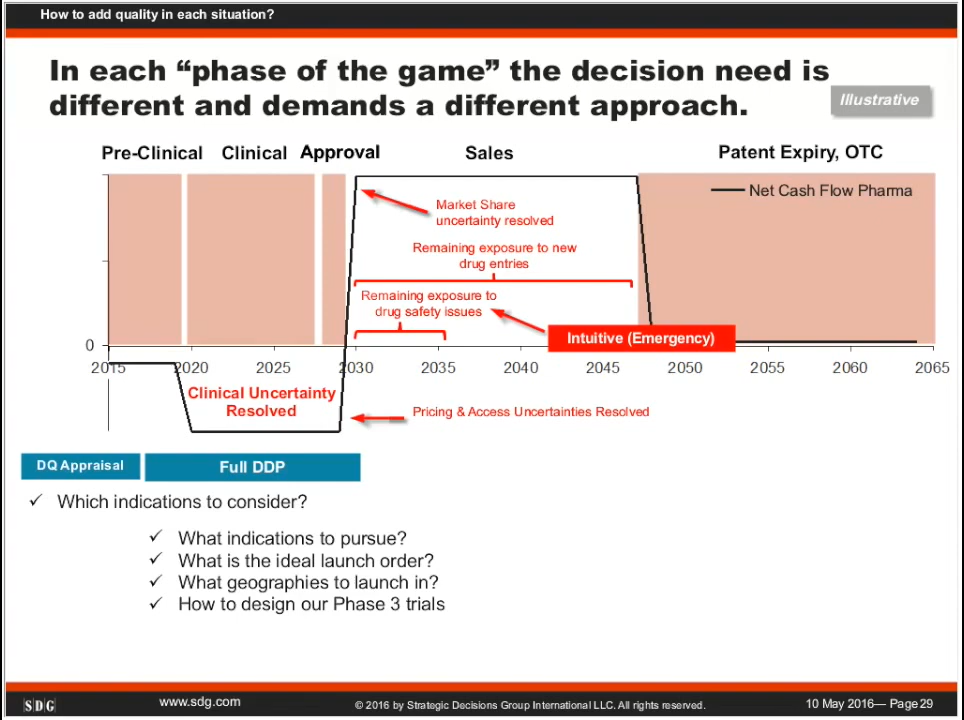 How to add quality in each situation?
In each “phase of the game” the decision need is
different and demands a different approach.
Illustrative
Pre-Clinical Clinical Approval Sales Patent Expiry, OTC
Net Cash Flow Pharma
Market Share
uncertainty resolved
Remaining exposure to new
drug entries
Remaining exposure to
drug safety issues
Intuitive (Emergency)
0
2015 2020 2025 2030 2035 2040 2045 2050 2055 2060 2065
Clinical Uncertainty
Resolved
Pricing & Access Uncertainties Resolved
DQ Appraisal
Full DDP
✓ Which indications to consider?
✓ What indications to pursue?
✓ What is the ideal launch order?
✓ What geographies to launch in?
✓ How to design our Phase 3 trials
SDG www.sdg.com © 2016 by Strategic Decisions Group International LLC. All rights reserved. 10 May 2016— Page 29